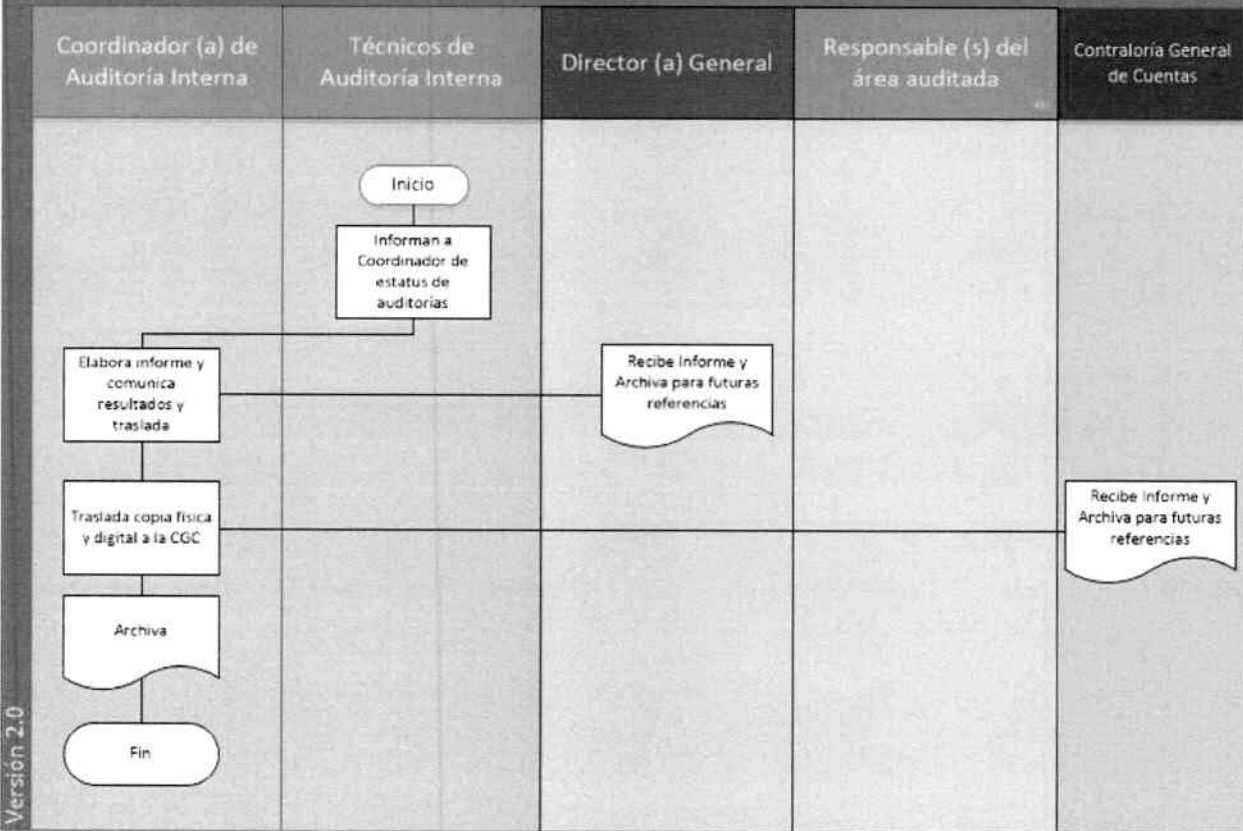 Coordinador (a) de
Auditoría Interna
Técnicos de
Auditoría Interna
Director (a) General
Responsable (s) del
área auditada
Contraloría General
de Cuentas
Inicio
Informan a
Coordinador de
estatus de
auditorías
Elabora informe y
comunica
resultados y
traslada
Recibe Informe y
Archiva para futuras
referencias
Traslada copia física
y digital a la CGC
Recibe Informe y
Archiva para futuras
referencias
Archiva
Fin
Versión 2.0